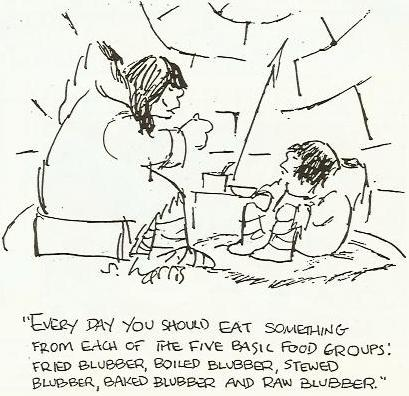 S. Harris
"EVERY DAY YOU SHOULD EAT SOMETHING
FROM EACH OF THE FIVE BASIC FOOD GROUPS:
FRIED BLUBBER, BOILED BLUBBER, STEWED
BLUBBER, BAKED BLUBBER AND RAW BLUBBER."